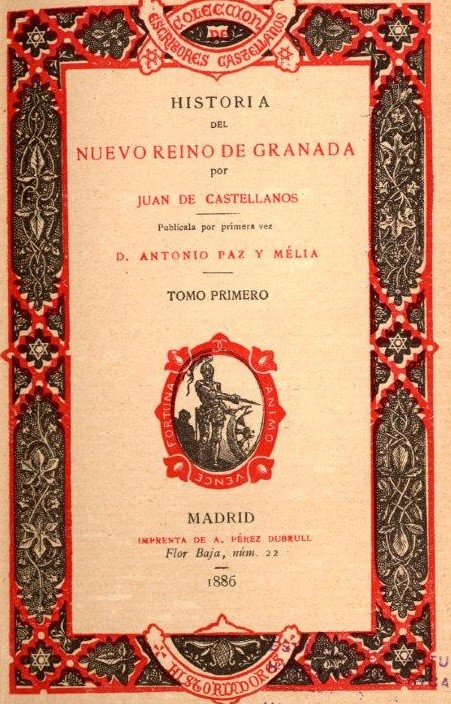 COLECCION
DE
ESCRITORES CASTELLANOS
HISTORIA
DEL
NUEVO REINO DE GRANADA
por
JUAN DE CASTELLANOS
Publícala por primera vez
D. ANTONIO PAZ Y MÉLIA
TOMO PRIMERO
FORTUNA
ANIMO
VENCE
MADRID
IMPRENTA DE A. PÉREZ DUBRULL
Flor Baja, núm. 22
1886
HISTORIADORES